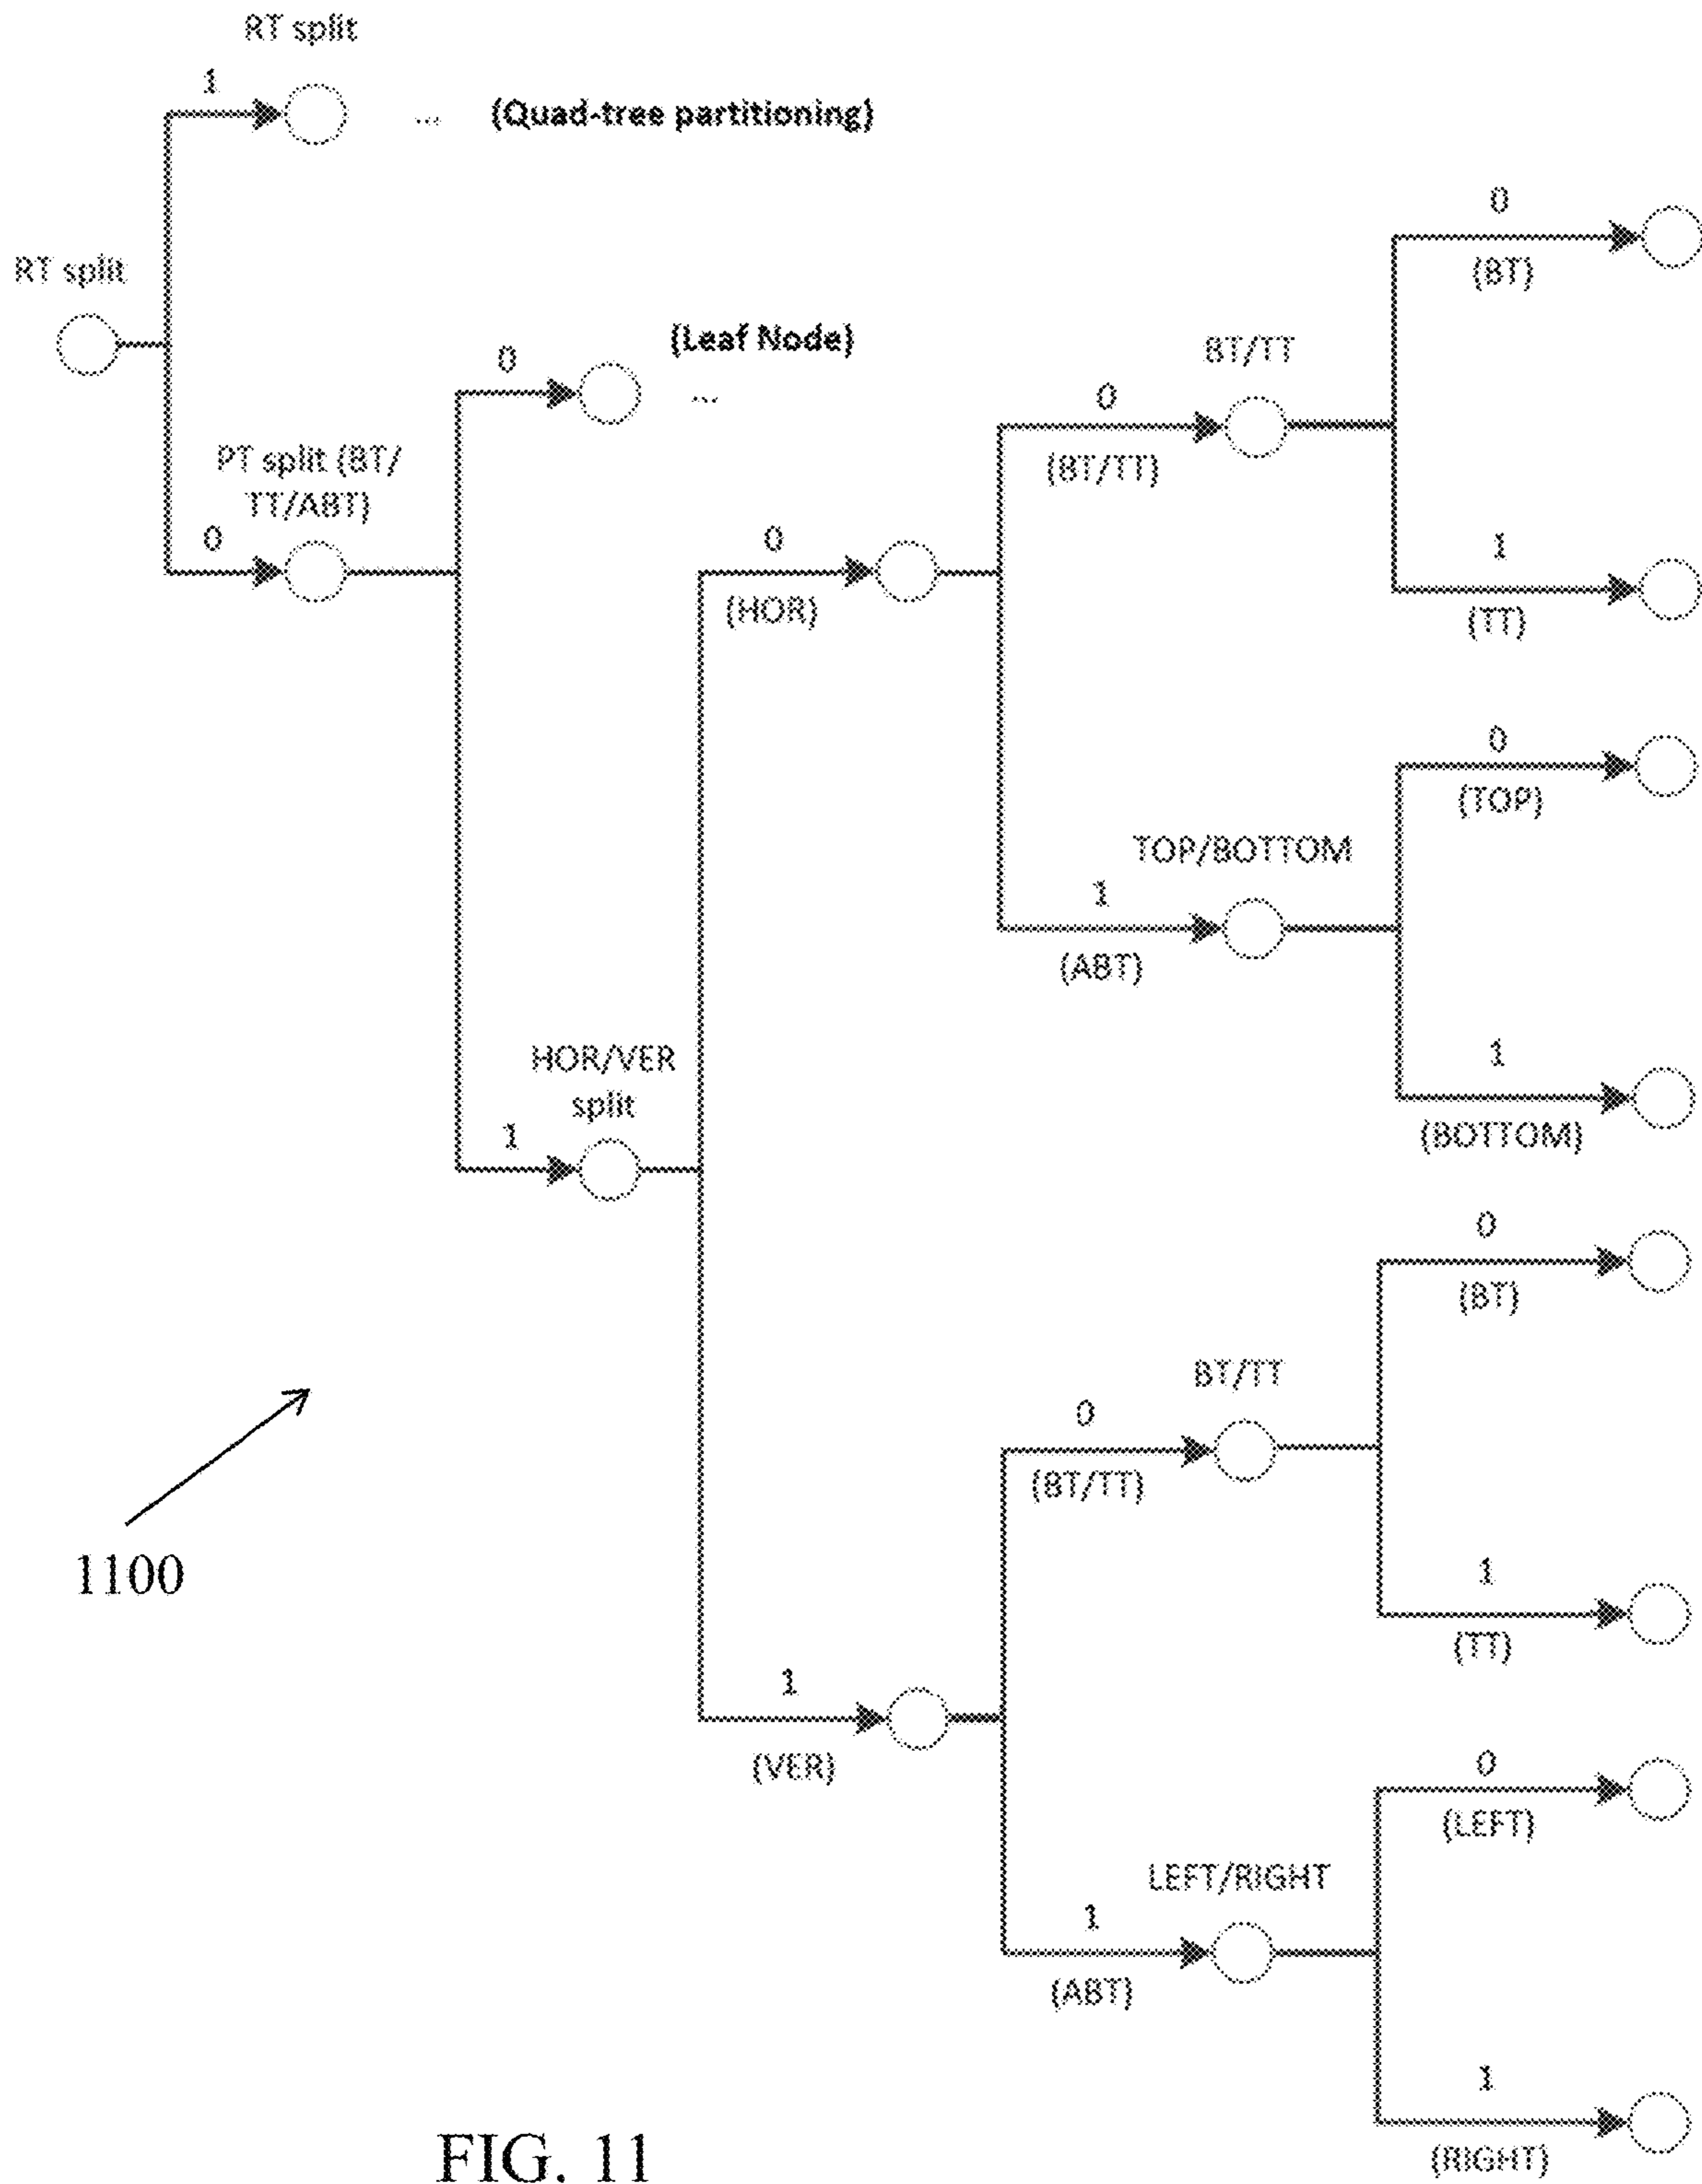 RT split
1
... (Quad-tree partitioning)
0
(BT)
RT split
(Leaf Node)
0
...
BT/TT
0
(BT/TT)
PT split (BT/
TT/ABT)
0
0
(HOR)
1
(TT)
0
(TOP)
TOP/BOTTOM
1
(ABT)
HOR/VER
split
1
1
(BOTTOM)
0
(BT)
BT/TT
0
(BT/TT)
1100
1
(TT)
1
(VER)
0
(LEFT)
LEFT/RIGHT
1
(ABT)
1
(RIGHT)
FIG. 11